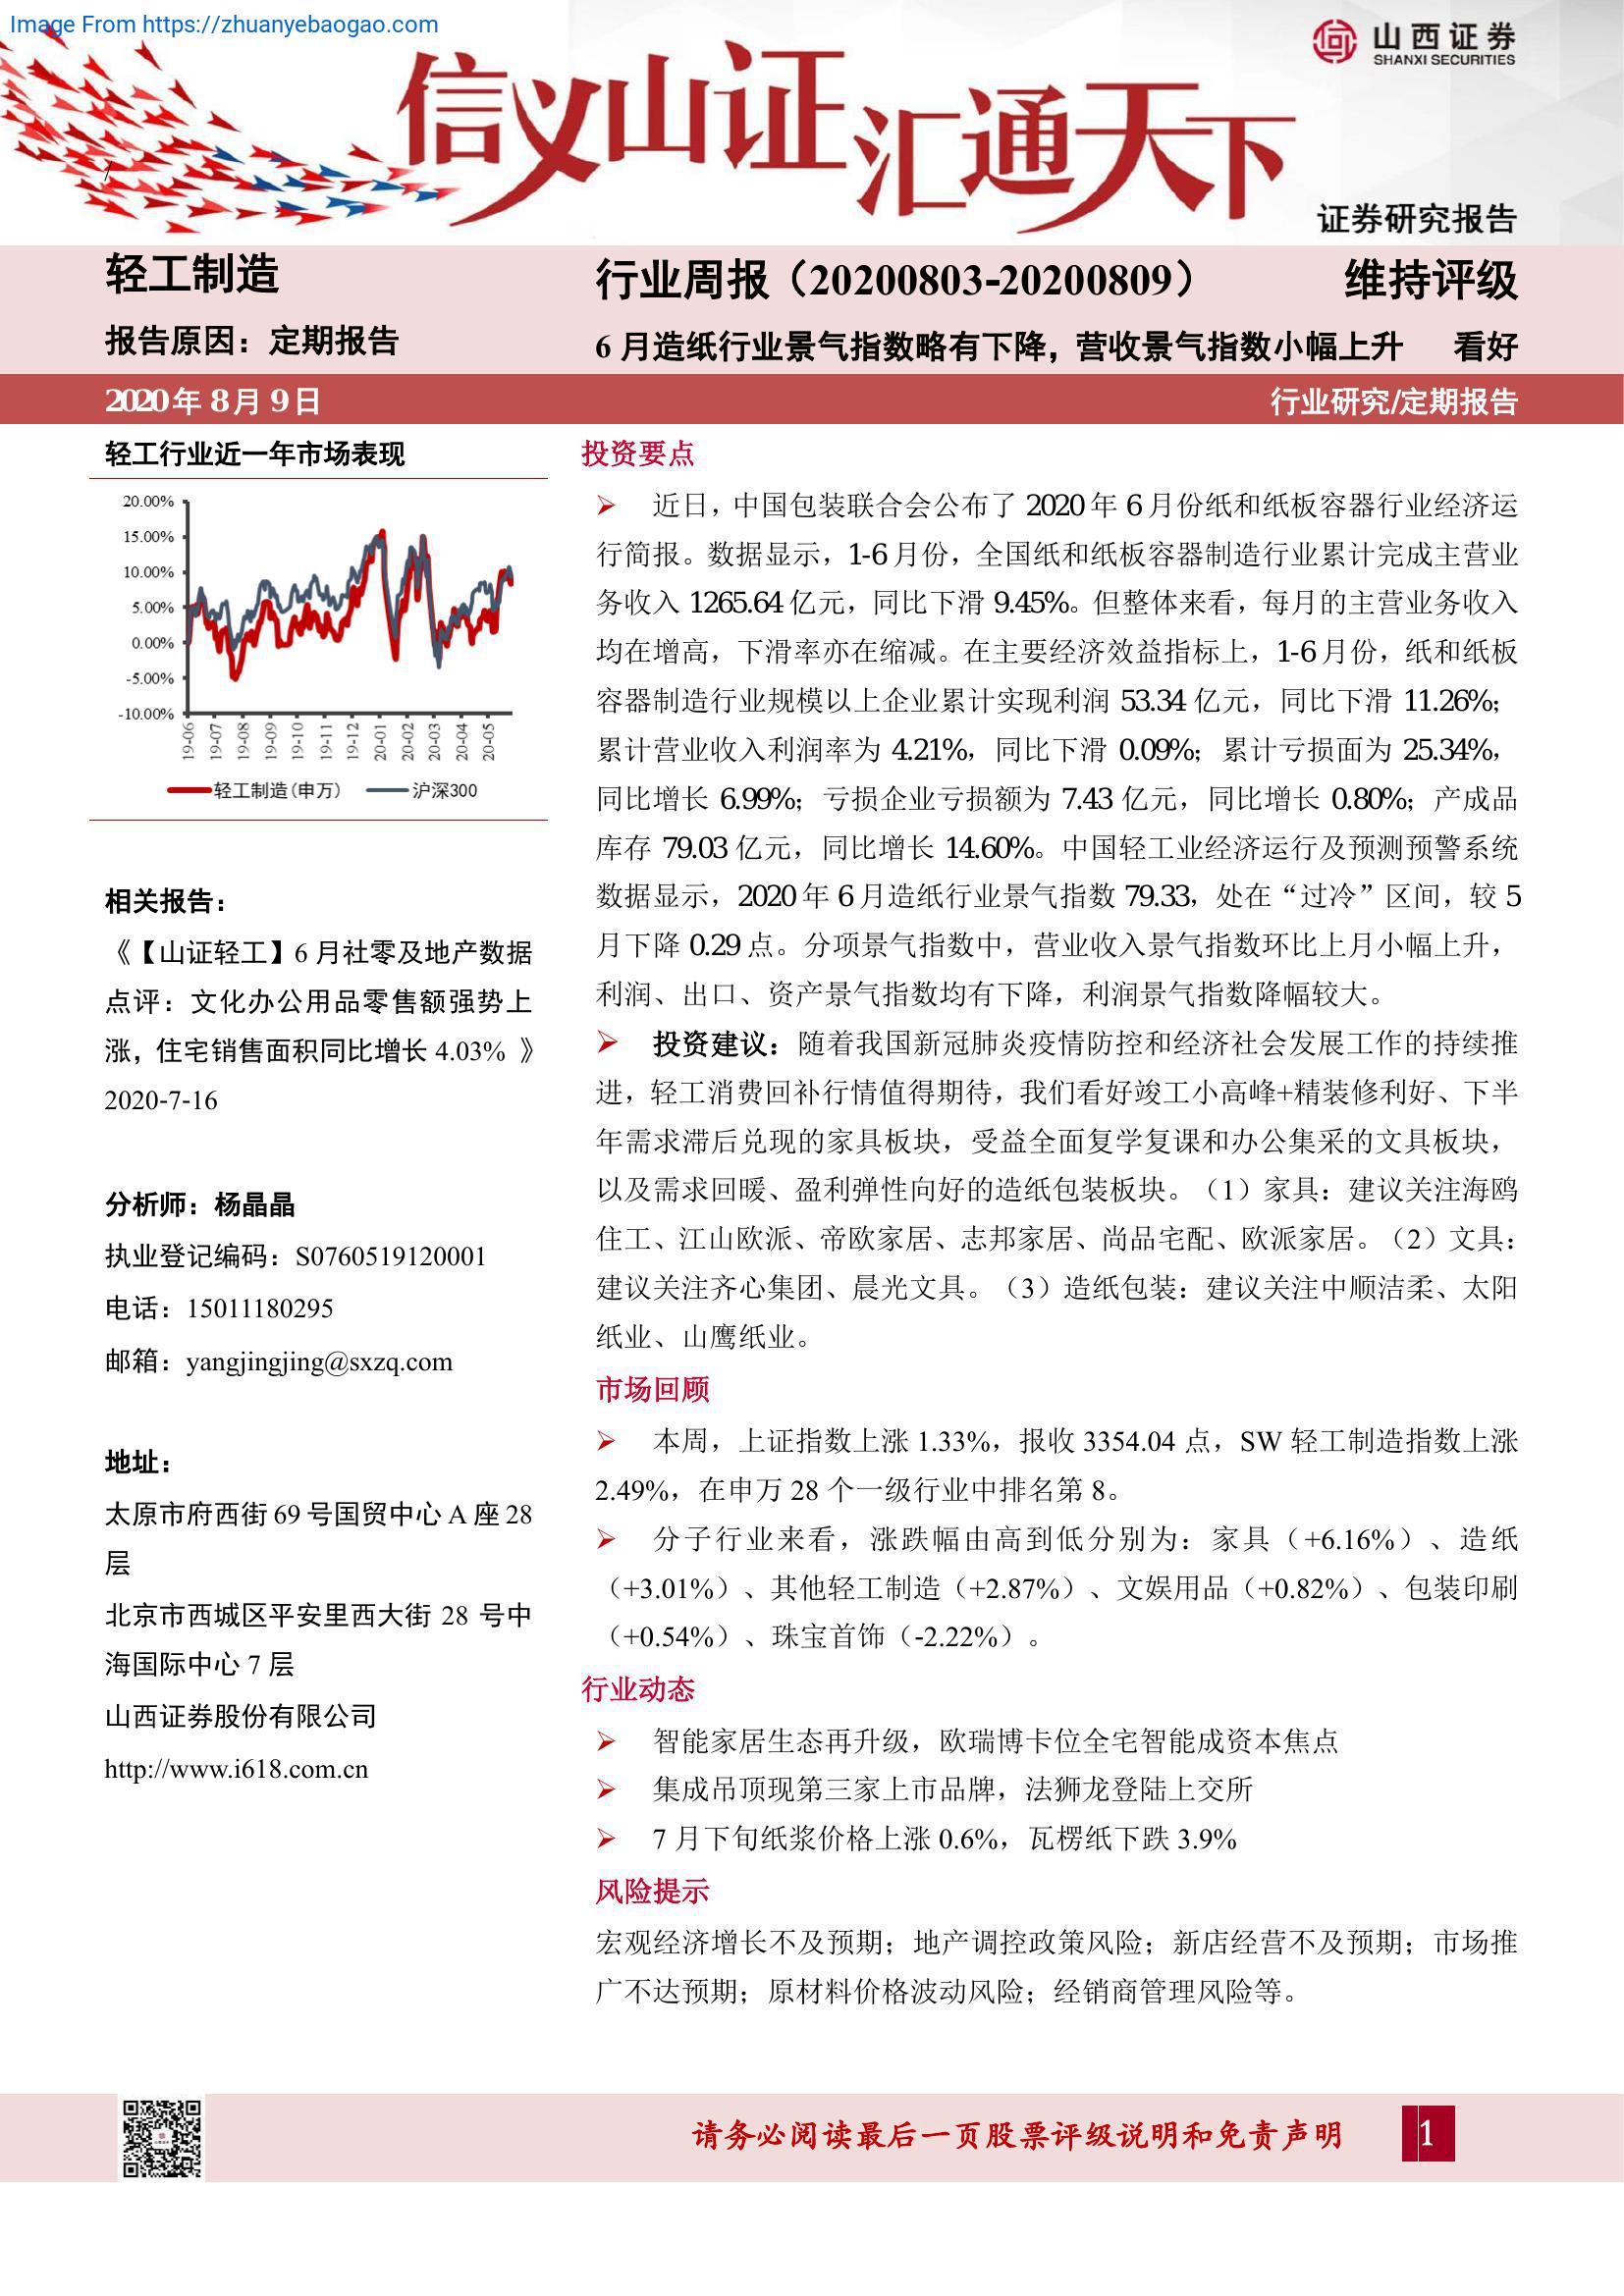 Image From https://zhuanyebaogao.com
山西证券
SHANXI SECURITIES
信义山证汇通天下
证券研究报告
轻工制造
行业周报（20200803-20200809）
维持评级
报告原因：定期报告
6 月造纸行业景气指数略有下降，营收景气指数小幅上升
看好
2020 年 8 月 9 日
行业研究/定期报告
轻工行业近一年市场表现
20.00%
15.00%
10.00%
5.00%
0.00%
-5.00%
-10.00%
19-06
19-07
19-08
19-09
19-10
19-11
19-12
20-01
20-02
20-03
20-04
20-05
轻工制造(申万)
沪深300
相关报告：
《【山证轻工】6 月社零及地产数据
点评：文化办公用品零售额强势上
涨，住宅销售面积同比增长 4.03% 》
2020-7-16
分析师：杨晶晶
执业登记编码：S0760519120001
电话：15011180295
邮箱：yangjingjing@sxzq.com
地址：
太原市府西街 69 号国贸中心 A 座 28
层
北京市西城区平安里西大街 28 号中
海国际中心 7 层
山西证券股份有限公司
http://www.i618.com.cn
投资要点
近日，中国包装联合会公布了 2020 年 6 月份纸和纸板容器行业经济运
行简报。数据显示，1-6 月份，全国纸和纸板容器制造行业累计完成主营业
务收入 1265.64 亿元，同比下滑 9.45%。但整体来看，每月的主营业务收入
均在增高，下滑率亦在缩减。在主要经济效益指标上，1-6 月份，纸和纸板
容器制造行业规模以上企业累计实现利润 53.34 亿元，同比下滑 11.26%；
累计营业收入利润率为 4.21%，同比下滑 0.09%；累计亏损面为 25.34%，
同比增长 6.99%；亏损企业亏损额为 7.43 亿元，同比增长 0.80%；产成品
库存 79.03 亿元，同比增长 14.60%。中国轻工业经济运行及预测预警系统
数据显示，2020 年 6 月造纸行业景气指数 79.33，处在“过冷”区间，较 5
月下降 0.29 点。分项景气指数中，营业收入景气指数环比上月小幅上升，
利润、出口、资产景气指数均有下降，利润景气指数降幅较大。
投资建议：随着我国新冠肺炎疫情防控和经济社会发展工作的持续推
进，轻工消费回补行情值得期待，我们看好竣工小高峰+精装修利好、下半
年需求滞后兑现的家具板块，受益全面复学复课和办公集采的文具板块，
以及需求回暖、盈利弹性向好的造纸包装板块。（1）家具：建议关注海鸥
住工、江山欧派、帝欧家居、志邦家居、尚品宅配、欧派家居。（2）文具：
建议关注齐心集团、晨光文具。（3）造纸包装：建议关注中顺洁柔、太阳
纸业、山鹰纸业。
市场回顾
本周，上证指数上涨 1.33%，报收 3354.04 点，SW 轻工制造指数上涨
2.49%，在申万 28 个一级行业中排名第 8。
分子行业来看，涨跌幅由高到低分别为：家具（+6.16%）、造纸
（+3.01%）、其他轻工制造（+2.87%）、文娱用品（+0.82%）、包装印刷
（+0.54%）、珠宝首饰（-2.22%）。
行业动态
智能家居生态再升级，欧瑞博卡位全宅智能成资本焦点
集成吊顶现第三家上市品牌，法狮龙登陆上交所
7 月下旬纸浆价格上涨 0.6%，瓦楞纸下跌 3.9%
风险提示
宏观经济增长不及预期；地产调控政策风险；新店经营不及预期；市场推
广不达预期；原材料价格波动风险；经销商管理风险等。
请务必阅读最后一页股票评级说明和免责声明
1